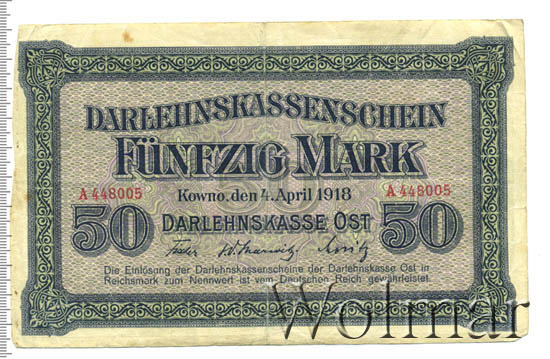 DARLEHNSKASSENSCHEIN
FÜNFZIG MARK
A 448005 A 448005
Kowno, den 4. April 1918
50 DARLEHNSKASSE OST 50
Die Einlösung der Darlehnskassenscheine der Darlehnskasse Ost in
Reichsmark zum Nennwert ist vom Deutschen Reich gewährleistet.
Wolmar